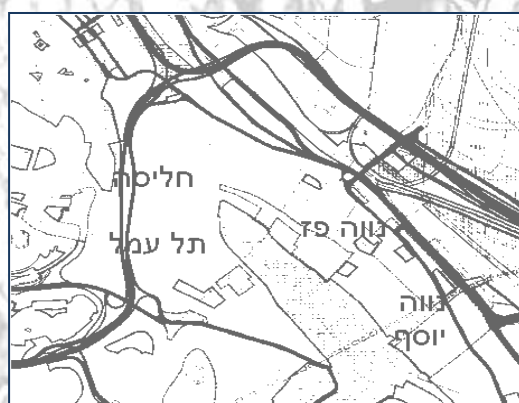 חליסה
תל עמל
נווה פז
נווה
יוסף